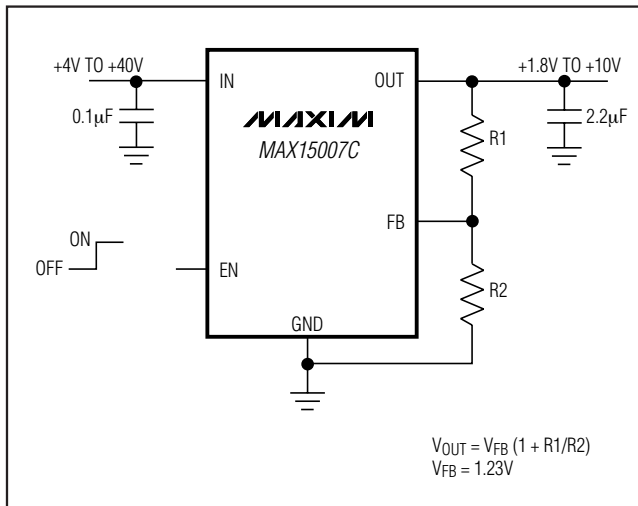 +4V TO +40V
IN
OUT
+1.8V TO +10V
0.1μF
MAXIM
MAX15007C
R1
2.2μF
FB
ON
OFF
EN
R2
GND
VOUT = VFB (1 + R1/R2)
VFB = 1.23V